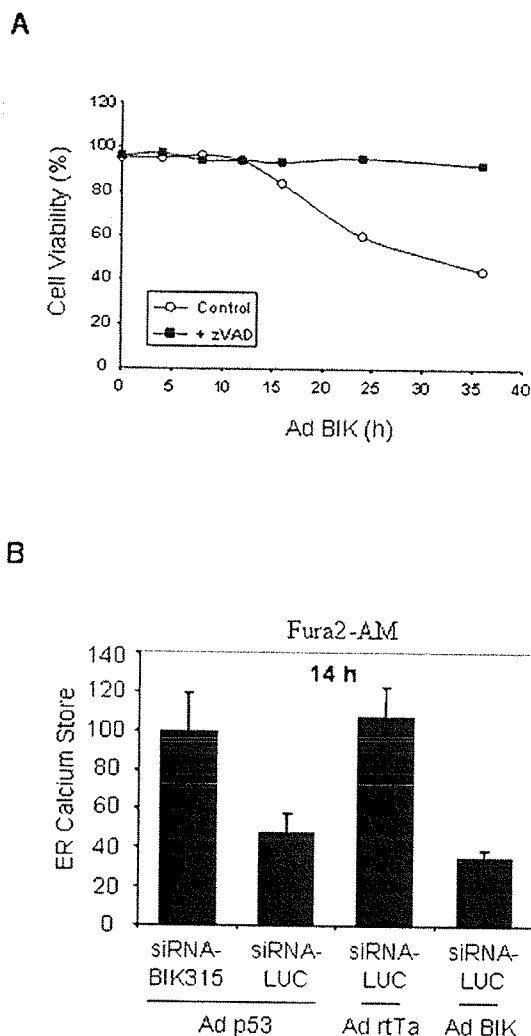 A
120
100
80
60
40
20
0
Cell Viability (%)
Control
+ zVAD
0 5 10 15 20 25 30 35 40
Ad BIK (h)
B
Fura2-AM
14 h
140
120
100
80
60
40
20
0
ER Calcium Store
siRNA- siRNA- siRNA- siRNA-
BIK315 LUC LUC LUC
Ad p53 Ad rtTa Ad BIK